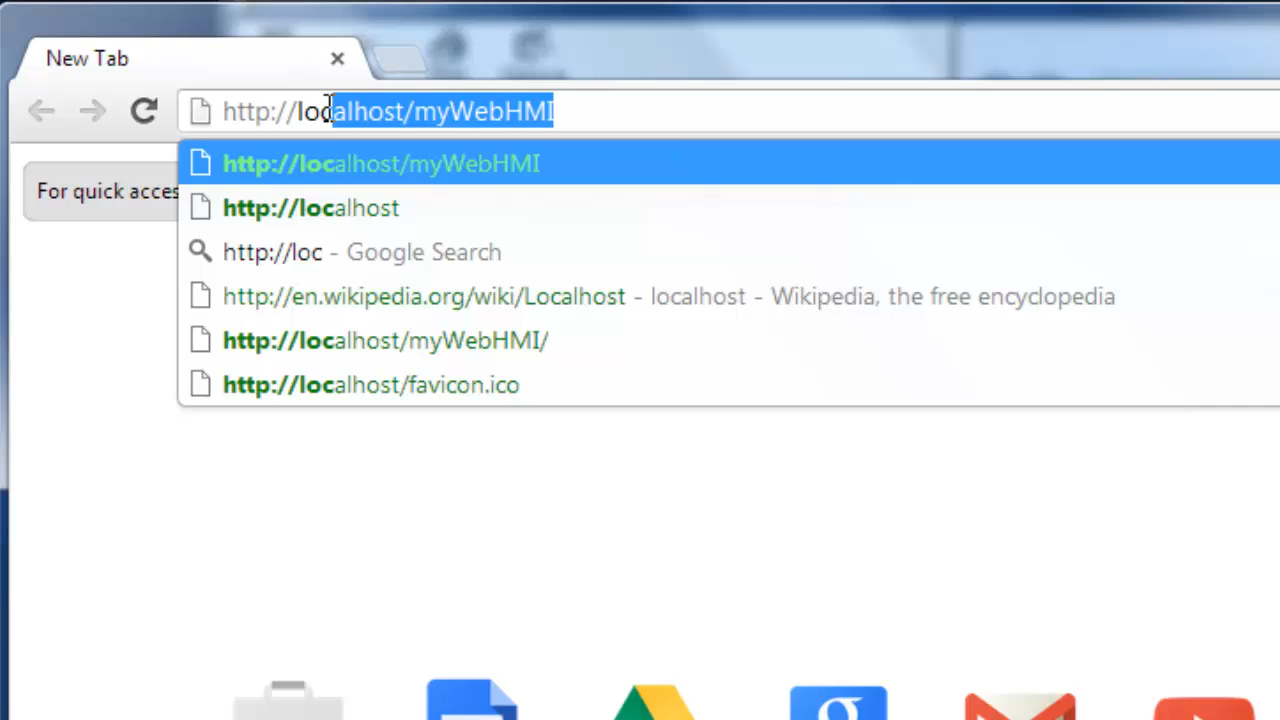 New Tab
http://localhost/myWebHMI
http://localhost/myWebHMI
For quick acces
http://localhost
http://loc - Google Search
http://en.wikipedia.org/wiki/Localhost - localhost - Wikipedia, the free encyclopedia
http://localhost/myWebHMI/
http://localhost/favicon.ico